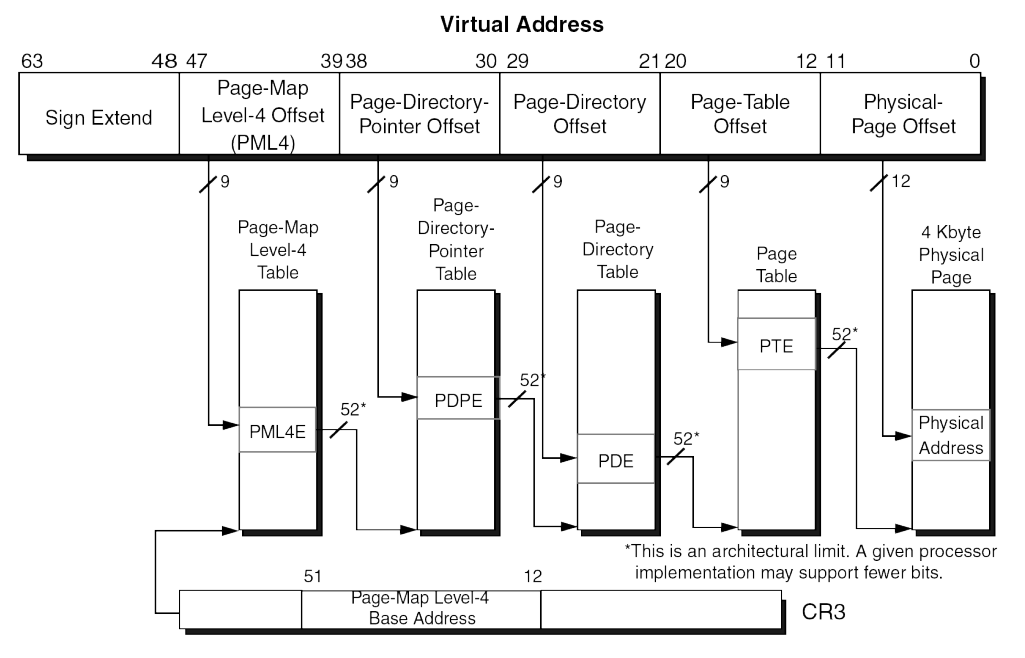 Virtual Address
63 48 47 39 38 30 29 21 20 12 11 0
Sign Extend
Page-Map
Level-4 Offset
(PML4)
Page-Directory-
Pointer Offset
Page-Directory
Offset
Page-Table
Offset
Physical-
Page Offset
9
9
9
9
12
Page-Map
Level-4
Table
Page-
Directory-
Pointer
Table
Page-
Directory
Table
Page
Table
4 Kbyte
Physical
Page
PML4E
52*
PDPE
52*
PDE
52*
PTE
52*
Physical
Address
*This is an architectural limit. A given processor
implementation may support fewer bits.
51 12
Page-Map Level-4
Base Address
CR3